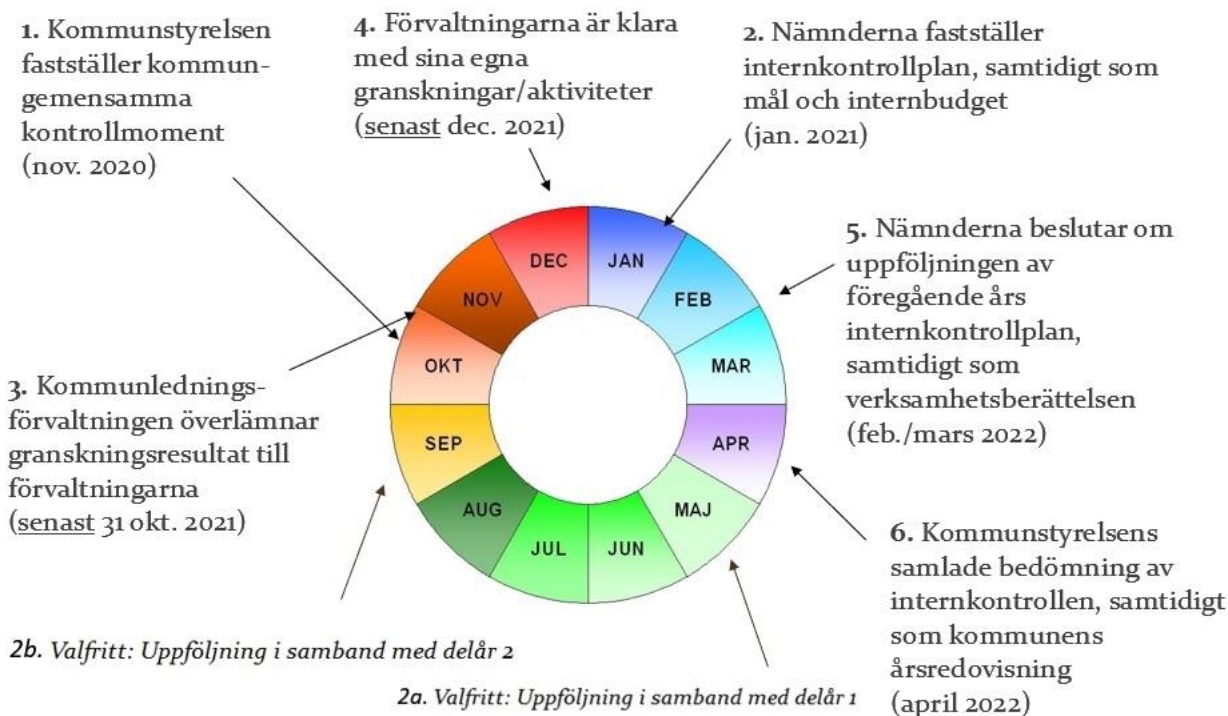 1. Kommunstyrelsen
fastställer kommun-
gemensamma
kontrollmoment
(nov. 2020)
4. Förvaltningarna är klara
med sina egna
granskningar/aktiviteter
(senast dec. 2021)
2. Nämnderna fastställer
internkontrollplan, samtidigt som
mål och internbudget
(jan. 2021)
5. Nämnderna beslutar om
uppföljningen av
föregående års
internkontrollplan,
samtidigt som
verksamhetsberättelsen
(feb./mars 2022)
DEC
JAN
NOV
FEB
OKT
MAR
SEP
APR
AUG
MAJ
JUL
JUN
3. Kommunlednings-
förvaltningen överlämnar
granskningsresultat till
förvaltningarna
(senast 31 okt. 2021)
6. Kommunstyrelsens
samlade bedömning av
internkontrollen, samtidigt
som kommunens
årsredovisning
(april 2022)
2b. Valfritt: Uppföljning i samband med delår 2
2a. Valfritt: Uppföljning i samband med delår 1